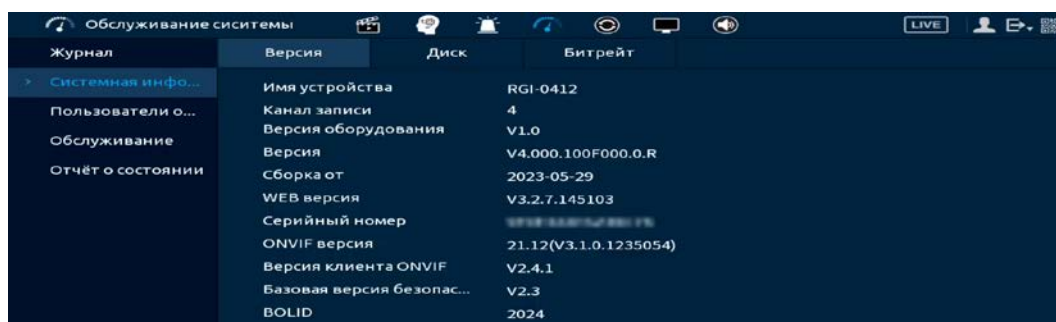 Обслуживание сиситемы LIVE
Журнал Версия Диск Битрейт
Системная инфо...
Имя устройства RGI-0412
Пользователи о... Канал записи 4
Версия оборудования V1.0
Обслуживание
Версия V4.000.100F000.0.R
Отчёт о состоянии Сборка от 2023-05-29
WEB версия V3.2.7.145103
Серийный номер
ONVIF версия 21.12(V3.1.0.1235054)
Версия клиента ONVIF V2.4.1
Базовая версия безопас... V2.3
BOLID 2024